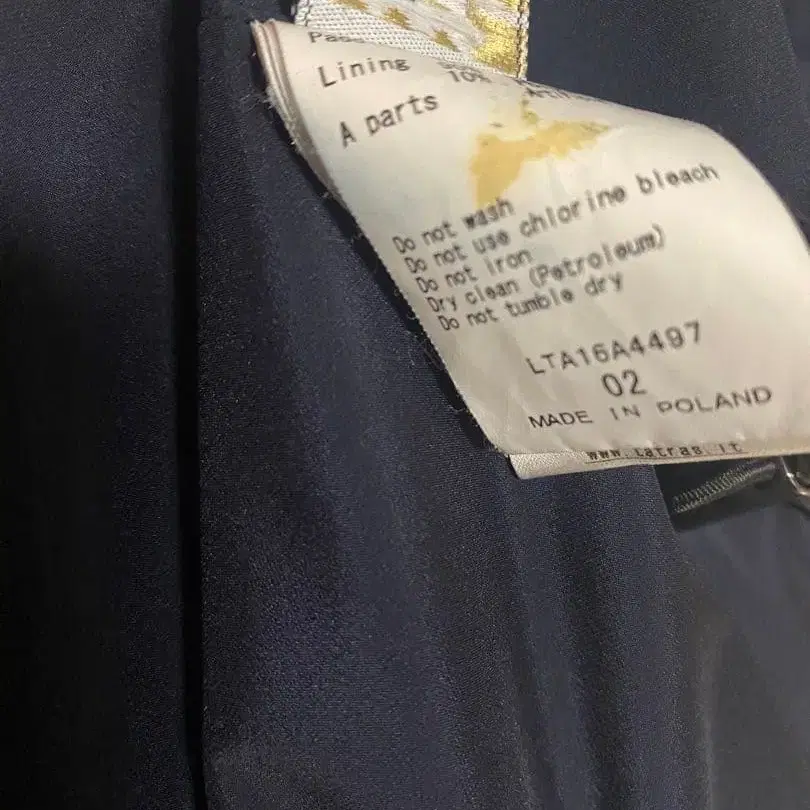 Lining
A parts
Do not wash
Do not use chlorine bleach
Do not iron
Dry clean (Petroleum)
Do not tumble dry
LTA16A4497
02
MADE IN POLAND
www.tatras.it